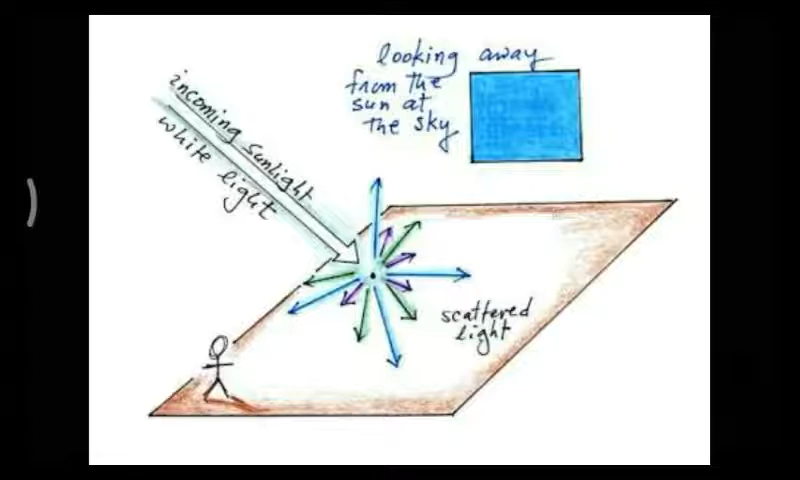 looking away
from the
sun at
the sky
incoming sunlight
white light
scattered
light